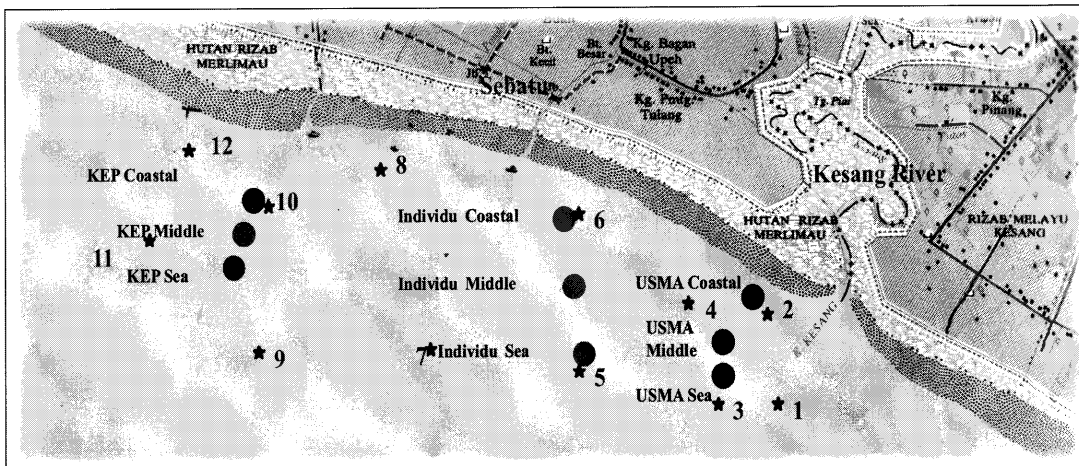 HUTAN RIZAB
MERLIMAU
Bt.
Kecil
Bt.
Besar
Kg. Bagan
Upeh
Sebatu
Kg. Pulig
Tulang
Tg. Piai
Kg.
Pinang
Kesang River
HUTAN RIZAB
MERLIMAU
RIZAB MELAYU
KESANG
R. KESANG
12
KEP Coastal
10
KEP Middle
11
KEP Sea
9
8
Individu Coastal
6
Individu Middle
7
Individu Sea
5
USMA Coastal
4
2
USMA
Middle
USMA Sea
3
1